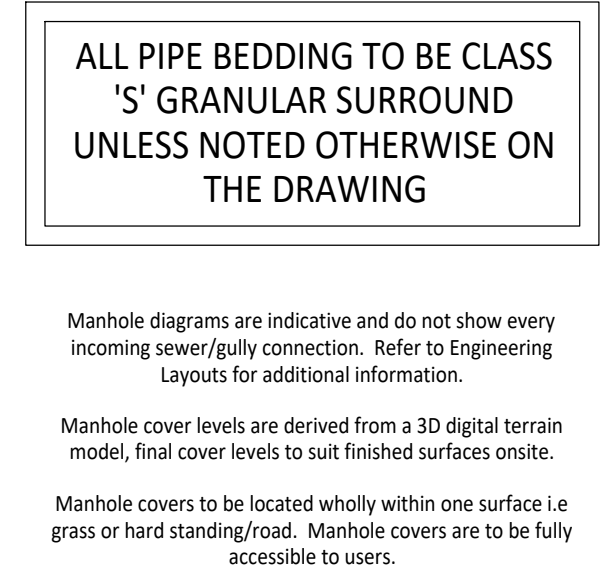 ALL PIPE BEDDING TO BE CLASS
'S' GRANULAR SURROUND
UNLESS NOTED OTHERWISE ON
THE DRAWING
Manhole diagrams are indicative and do not show every
incoming sewer/gully connection.  Refer to Engineering
Layouts for additional information.
Manhole cover levels are derived from a 3D digital terrain
model, final cover levels to suit finished surfaces onsite.
Manhole covers to be located wholly within one surface i.e
grass or hard standing/road.  Manhole covers are to be fully
accessible to users.